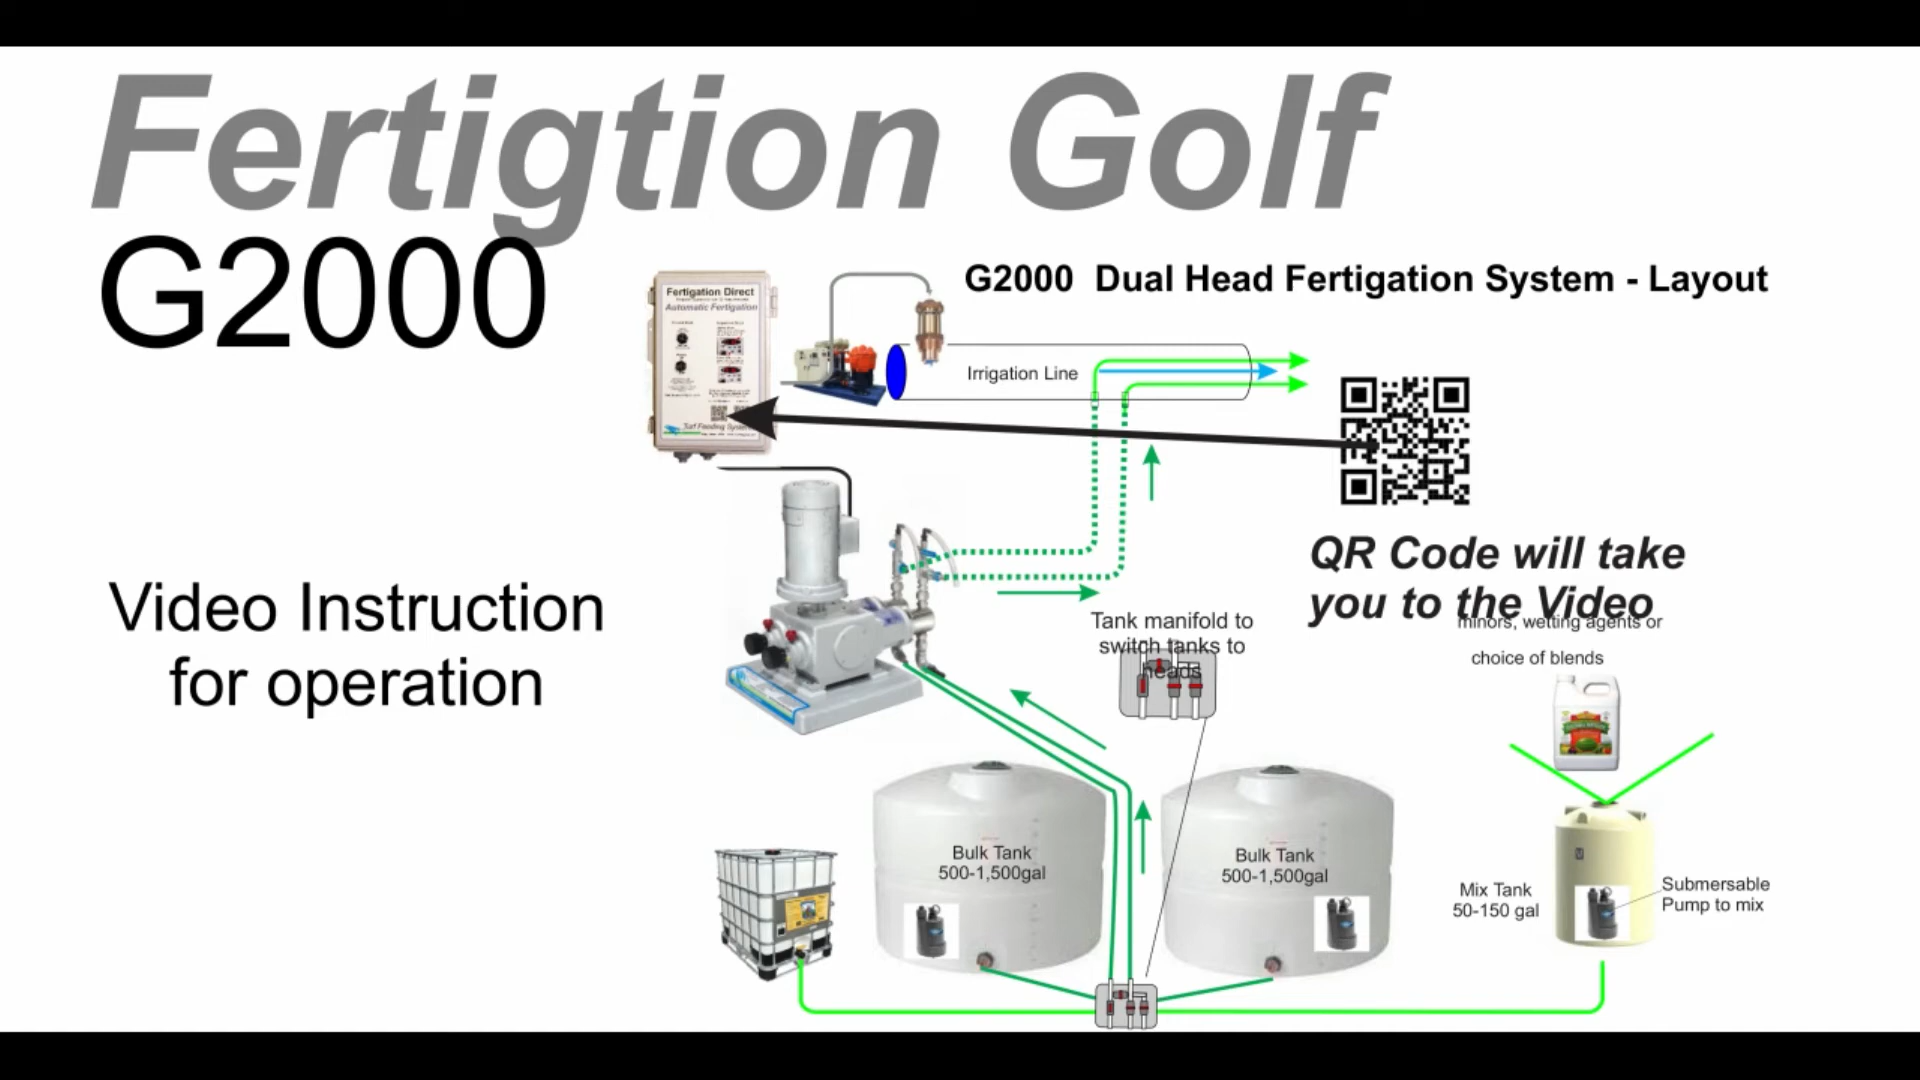 Fertigtion Golf
G2000
G2000 Dual Head Fertigation System - Layout
Fertigation Direct
Automatic Fertigation
Irrigation Line
Turf Feeding Systems
QR Code will take
you to the Video
minors, wetting agents or
choice of blends
Video Instruction
for operation
Tank manifold to
switch tanks to
heads
Bulk Tank
500-1,500gal
Bulk Tank
500-1,500gal
Mix Tank
50-150 gal
Submersable
Pump to mix